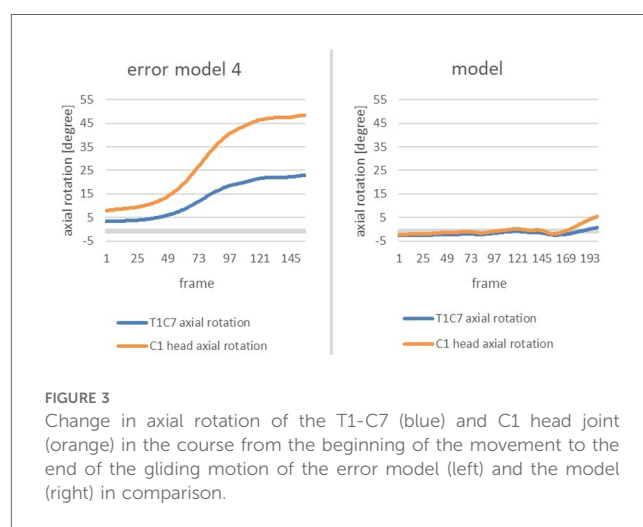 error model 4
axial rotation [degree]
55
45
35
25
15
5
-5
1 25 49 73 97 121 145
frame
T1C7 axial rotation
C1 head axial rotation
model
axial rotation [degree]
55
45
35
25
15
5
-5
1 25 49 73 97 121 145 169 193
frame
T1C7 axial rotation
C1 head axial rotation
FIGURE 3
Change in axial rotation of the T1-C7 (blue) and C1 head joint
(orange) in the course from the beginning of the movement to the
end of the gliding motion of the error model (left) and the model
(right) in comparison.